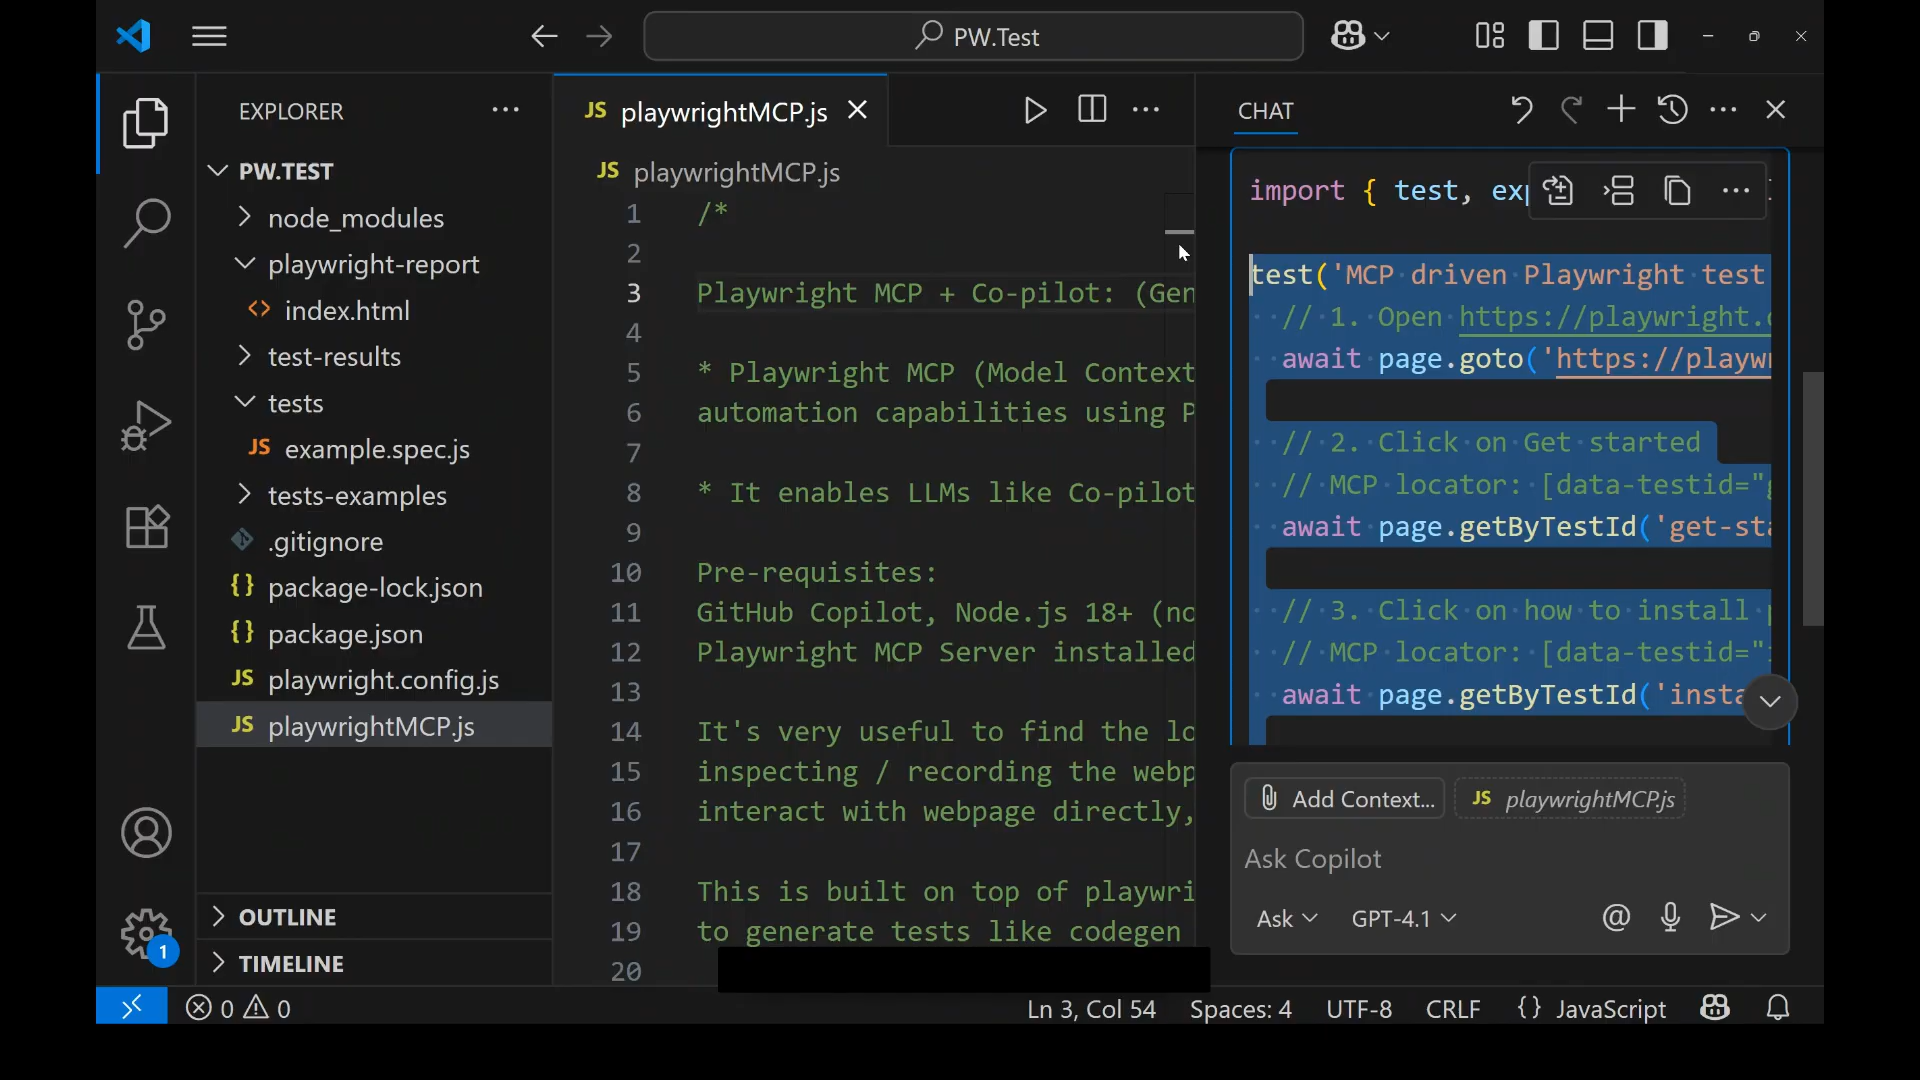 PW.Test
EXPLORER
PW.TEST
node_modules
playwright-report
<> index.html
test-results
tests
JS example.spec.js
tests-examples
.gitignore
{} package-lock.json
{} package.json
JS playwright.config.js
JS playwrightMCP.js
OUTLINE
TIMELINE
1
JS playwrightMCP.js
JS playwrightMCP.js
1 /*
2
3 Playwright MCP + Co-pilot: (Gen
4
5 * Playwright MCP (Model Context
6 automation capabilities using P
7
8 * It enables LLMs like Co-pilot
9
10 Pre-requisites:
11 GitHub Copilot, Node.js 18+ (no
12 Playwright MCP Server installed
13
14 It's very useful to find the lo
15 inspecting / recording the webp
16 interact with webpage directly,
17
18 This is built on top of playwri
19 to generate tests like codegen
20
CHAT
import { test, exp
test('MCP driven Playwright test
// 1. Open https://playwright.
await page.goto('https://playw
// 2. Click on Get started
// MCP locator: [data-testid="g
await page.getByTestId('get-sta
// 3. Click on how to install p
// MCP locator: [data-testid="
await page.getByTestId('insta
Add Context...
JS playwrightMCP.js
Ask Copilot
Ask
GPT-4.1
@
0 0
Ln 3, Col 54
Spaces: 4
UTF-8
CRLF
{} JavaScript